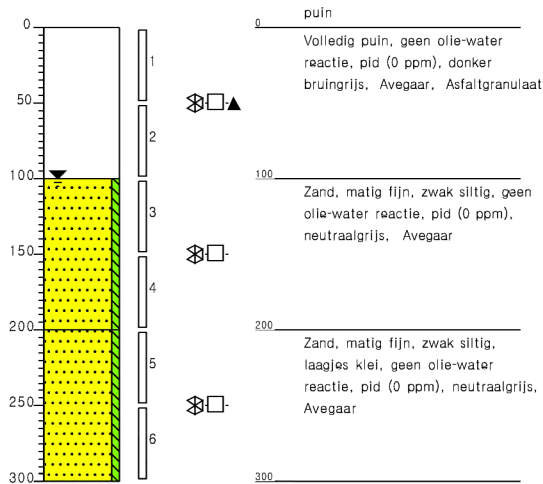 puin
0
0
Volledig puin, geen olie-water
reactie, pid (0 ppm), donker
bruingrijs, Avegaar, Asfaltgranulaat
1
50
2
100
100
Zand, matig fijn, zwak siltig, geen
olie-water reactie, pid (0 ppm),
neutraalgrijs, Avegaar
3
150
4
200
200
Zand, matig fijn, zwak siltig,
laagjes klei, geen olie-water
reactie, pid (0 ppm), neutraalgrijs,
Avegaar
5
250
6
300
300